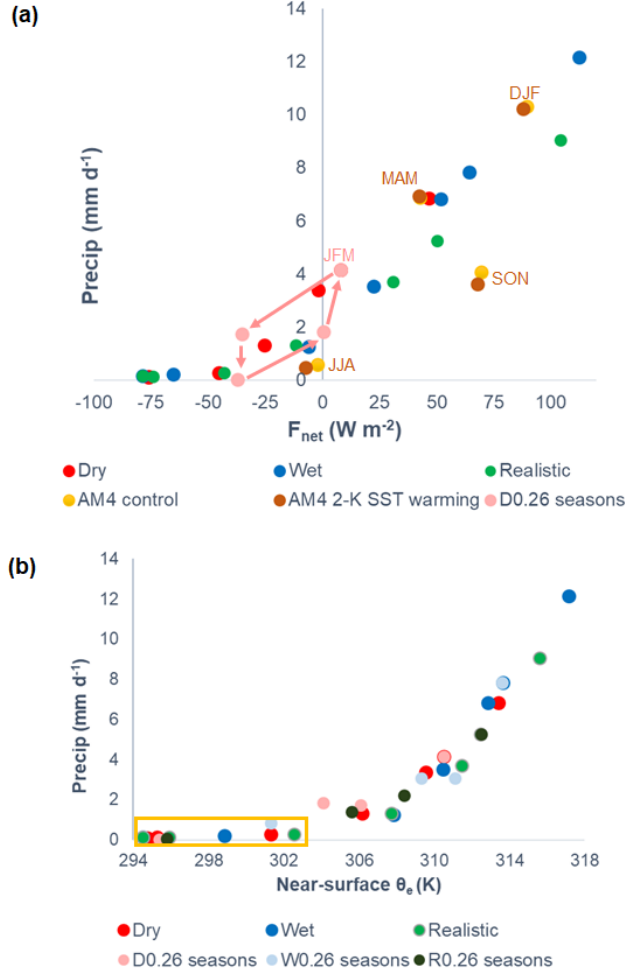 (a)
14
12
DJF
10
8
MAM
6
Precip (mm d⁻¹)
JFM
4
SON
2
JJA
0
-100 -75 -50 -25 0 25 50 75 100
Fnet (W m⁻²)
Dry Wet Realistic
AM4 control AM4 2-K SST warming D0.26 seasons
(b)
14
12
10
8
6
4
2
0
Precip (mm d⁻¹)
294 298 302 306 310 314 318
Near-surface θe (K)
Dry Wet Realistic
D0.26 seasons W0.26 seasons R0.26 seasons